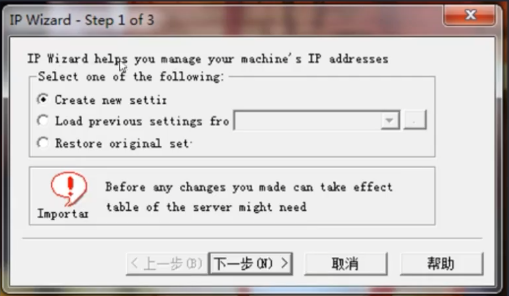 IP Wizard - Step 1 of 3
IP Wizard helps you manage your machine's IP addresses
Select one of the following:
Create new settir
Load previous settings fro
.
Restore original set
Before any changes you made can take effect
Importar
table of the server might need
< 上一步(B) 下一步(N) > 取消 帮助